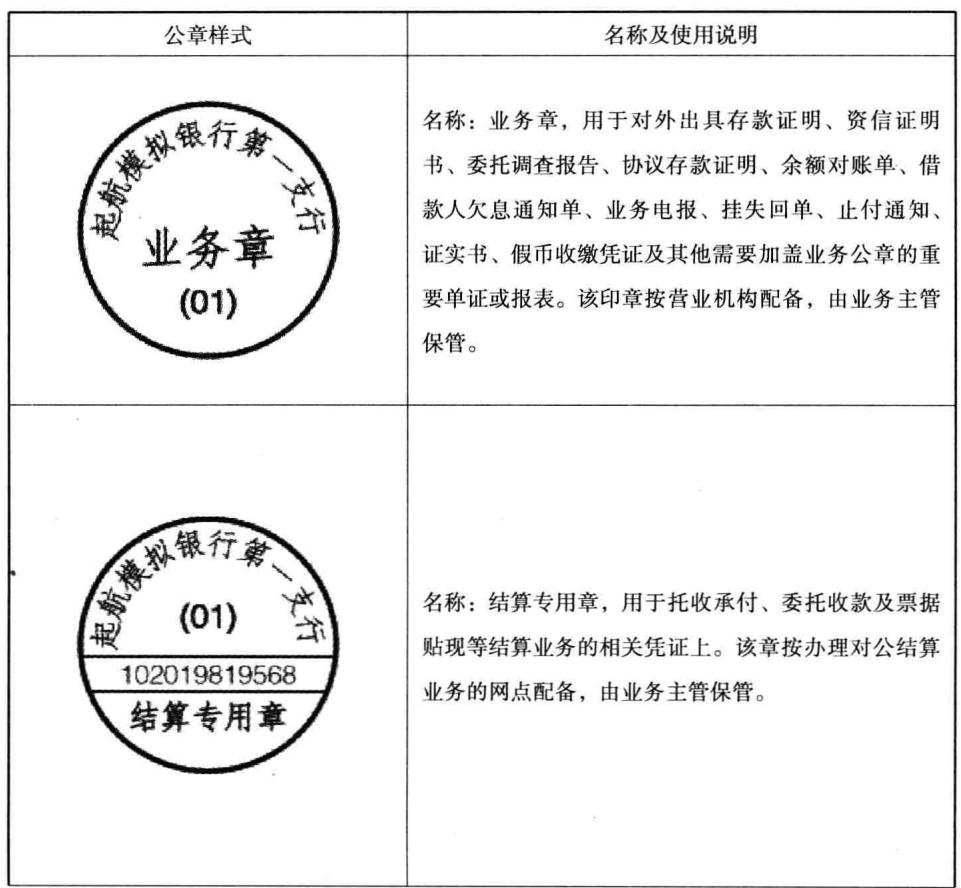 公章样式
名称及使用说明
起航模拟银行第一支行
业务章
(01)
名称：业务章，用于对外出具存款证明、资信证明
书、委托调查报告、协议存款证明、余额对账单、借
款人欠息通知单、业务电报、挂失回单、止付通知、
证实书、假币收缴凭证及其他需要加盖业务公章的重
要单证或报表。该印章按营业机构配备，由业务主管
保管。
起航模拟银行第一支行
(01)
102019819568
结算专用章
名称：结算专用章，用于托收承付、委托收款及票据
贴现等结算业务的相关凭证上。该章按办理对公结算
业务的网点配备，由业务主管保管。